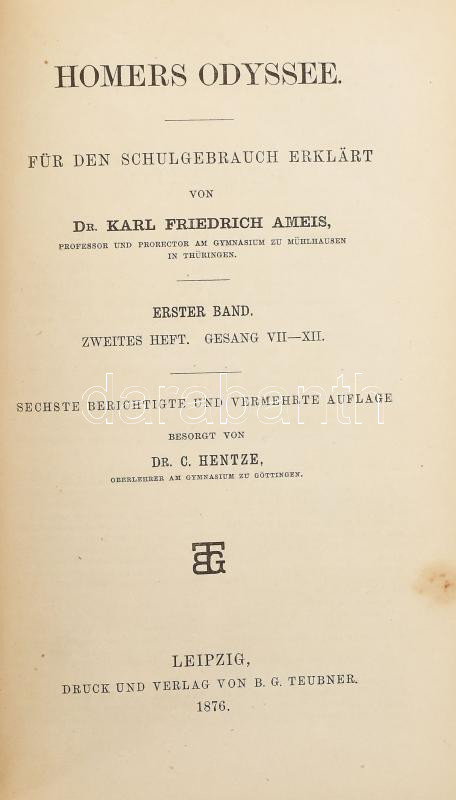 HOMERS ODYSSEE.
FÜR DEN SCHULGEBRAUCH ERKLÄRT
VON
DR. KARL FRIEDRICH AMEIS,
PROFESSOR UND PRORECTOR AM GYMNASIUM ZU MÜHLHAUSEN
IN THÜRINGEN.
ERSTER BAND.
ZWEITES HEFT. GESANG VII—XII.
darabanth
SECHSTE BERICHTIGTE UND VERMEHRTE AUFLAGE
BESORGT VON
DR. C. HENTZE,
OBERLEHRER AM GYMNASIUM ZU GÖTTINGEN.
BTG
LEIPZIG,
DRUCK UND VERLAG VON B. G. TEUBNER.
1876.